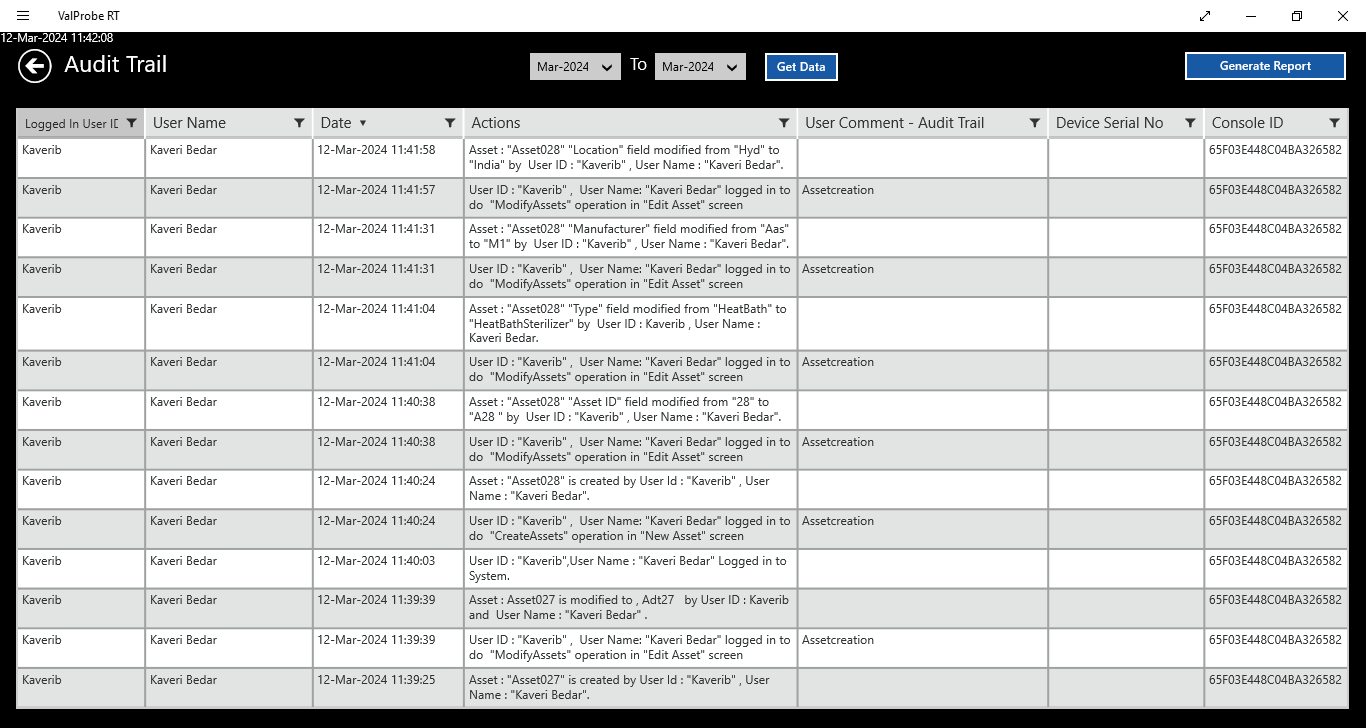 ValProbe RT
12-Mar-2024 11:42:08
Audit Trail
Mar-2024
To
Mar-2024
Get Data
Generate Report
Logged In User ID
User Name
Date
Actions
User Comment - Audit Trail
Device Serial No
Console ID
Kaverib
Kaveri Bedar
12-Mar-2024 11:41:58
Asset : "Asset028" "Location" field modified from "Hyd" to
"India" by  User ID : "Kaverib" , User Name : "Kaveri Bedar".
65F03E448C04BA326582
Kaverib
Kaveri Bedar
12-Mar-2024 11:41:57
User ID : "Kaverib" ,  User Name: "Kaveri Bedar" logged in to
do  "ModifyAssets" operation in "Edit Asset" screen
Assetcreation
65F03E448C04BA326582
Kaverib
Kaveri Bedar
12-Mar-2024 11:41:31
Asset : "Asset028" "Manufacturer" field modified from "Aas"
to "M1" by  User ID : "Kaverib" , User Name : "Kaveri Bedar".
65F03E448C04BA326582
Kaverib
Kaveri Bedar
12-Mar-2024 11:41:31
User ID : "Kaverib" ,  User Name: "Kaveri Bedar" logged in to
do  "ModifyAssets" operation in "Edit Asset" screen
Assetcreation
65F03E448C04BA326582
Kaverib
Kaveri Bedar
12-Mar-2024 11:41:04
Asset : "Asset028" "Type" field modified from "HeatBath" to
"HeatBathSterilizer" by  User ID : Kaverib , User Name :
Kaveri Bedar.
65F03E448C04BA326582
Kaverib
Kaveri Bedar
12-Mar-2024 11:41:04
User ID : "Kaverib" ,  User Name: "Kaveri Bedar" logged in to
do  "ModifyAssets" operation in "Edit Asset" screen
Assetcreation
65F03E448C04BA326582
Kaverib
Kaveri Bedar
12-Mar-2024 11:40:38
Asset : "Asset028" "Asset ID" field modified from "28" to
"A28 " by  User ID : "Kaverib" , User Name : "Kaveri Bedar".
65F03E448C04BA326582
Kaverib
Kaveri Bedar
12-Mar-2024 11:40:38
User ID : "Kaverib" ,  User Name: "Kaveri Bedar" logged in to
do  "ModifyAssets" operation in "Edit Asset" screen
Assetcreation
65F03E448C04BA326582
Kaverib
Kaveri Bedar
12-Mar-2024 11:40:24
Asset : "Asset028" is created by User Id : "Kaverib" , User
Name : "Kaveri Bedar".
65F03E448C04BA326582
Kaverib
Kaveri Bedar
12-Mar-2024 11:40:24
User ID : "Kaverib" ,  User Name: "Kaveri Bedar" logged in to
do  "CreateAssets" operation in "New Asset" screen
Assetcreation
65F03E448C04BA326582
Kaverib
Kaveri Bedar
12-Mar-2024 11:40:03
User ID : "Kaverib",User Name : "Kaveri Bedar" Logged in to
System.
65F03E448C04BA326582
Kaverib
Kaveri Bedar
12-Mar-2024 11:39:39
Asset : Asset027 is modified to , Adt27   by User ID : Kaverib
and  User Name : "Kaveri Bedar" .
65F03E448C04BA326582
Kaverib
Kaveri Bedar
12-Mar-2024 11:39:39
User ID : "Kaverib" ,  User Name: "Kaveri Bedar" logged in to
do  "ModifyAssets" operation in "Edit Asset" screen
Assetcreation
65F03E448C04BA326582
Kaverib
Kaveri Bedar
12-Mar-2024 11:39:25
Asset : "Asset027" is created by User Id : "Kaverib" , User
Name : "Kaveri Bedar".
65F03E448C04BA326582